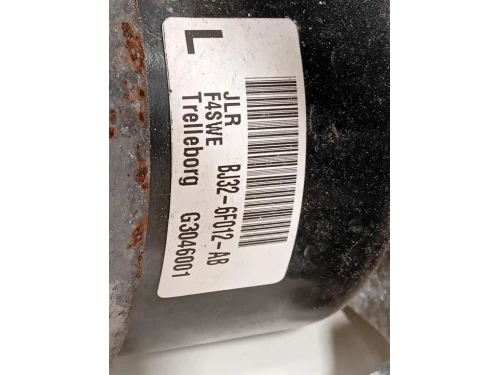 L
JLR
F4SWE BJ32-6F012-AB
Trelleborg G3046001